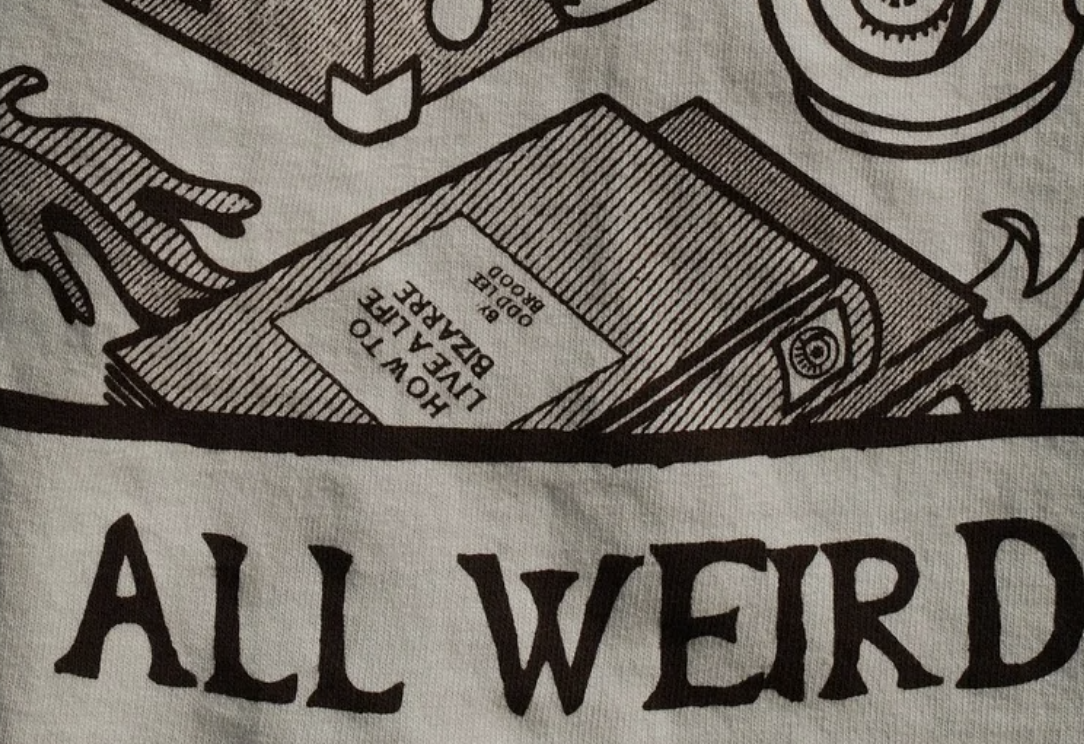 HOW TO
LIVE A LIFE
BIZARRE
BY
ODD LEE
BROOD
ALL WEIRD